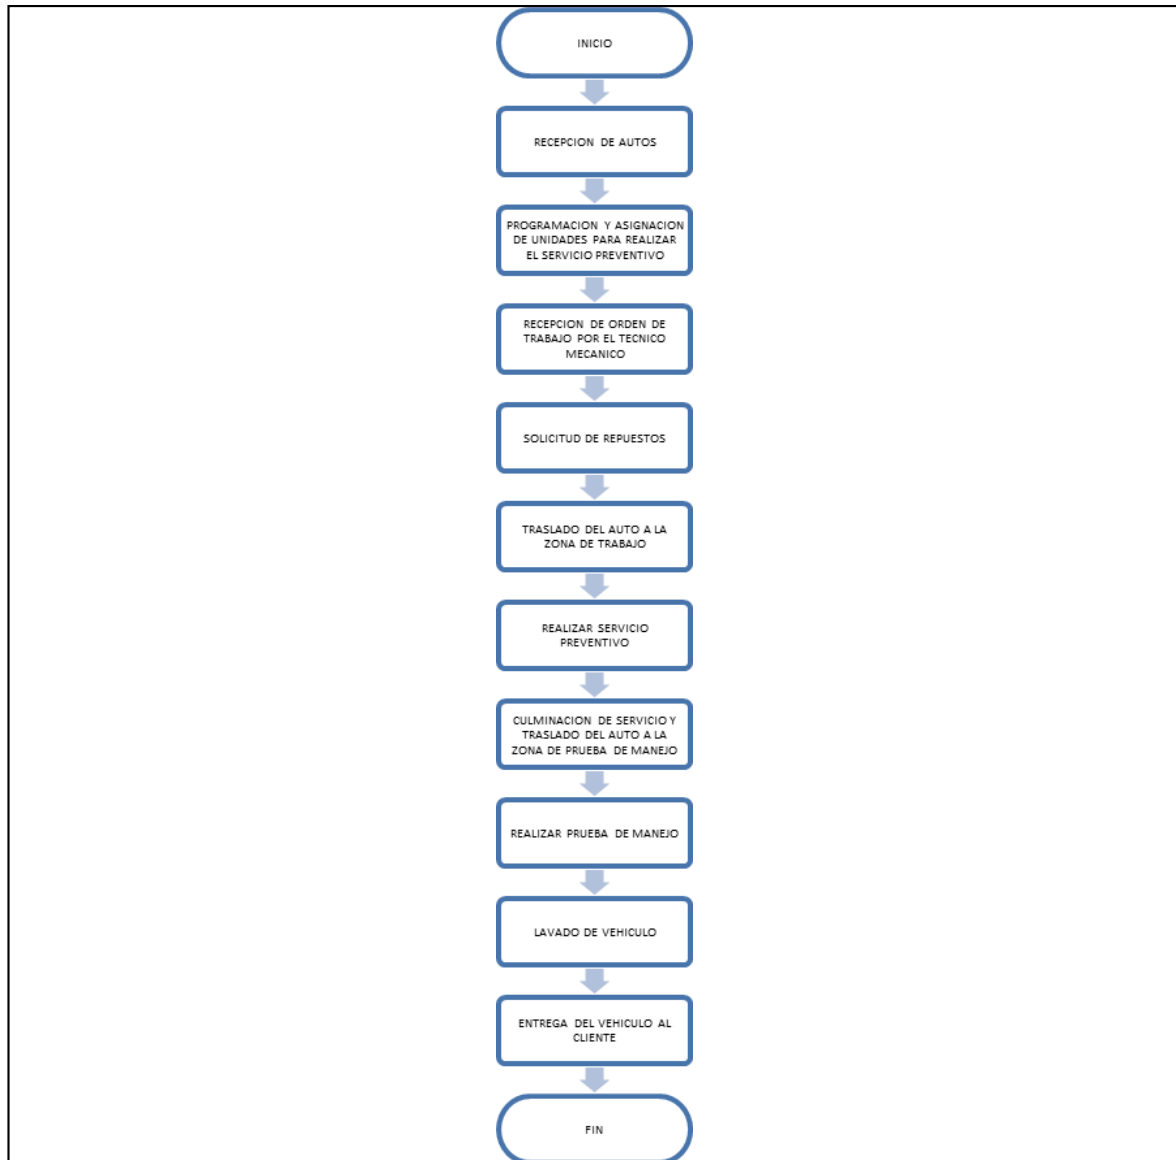 INICIO
RECEPCION DE AUTOS
PROGRAMACION Y ASIGNACION
DE UNIDADES PARA REALIZAR
EL SERVICIO PREVENTIVO
RECEPCION DE ORDEN DE
TRABAJO POR EL TECNICO
MECANICO
SOLICITUD DE REPUESTOS
TRASLADO DEL AUTO A LA
ZONA DE TRABAJO
REALIZAR SERVICIO
PREVENTIVO
CULMINACION DE SERVICIO Y
TRASLADO DEL AUTO A LA
ZONA DE PRUEBA DE MANEJO
REALIZAR PRUEBA DE MANEJO
LAVADO DE VEHICULO
ENTREGA DEL VEHICULO AL
CLIENTE
FIN